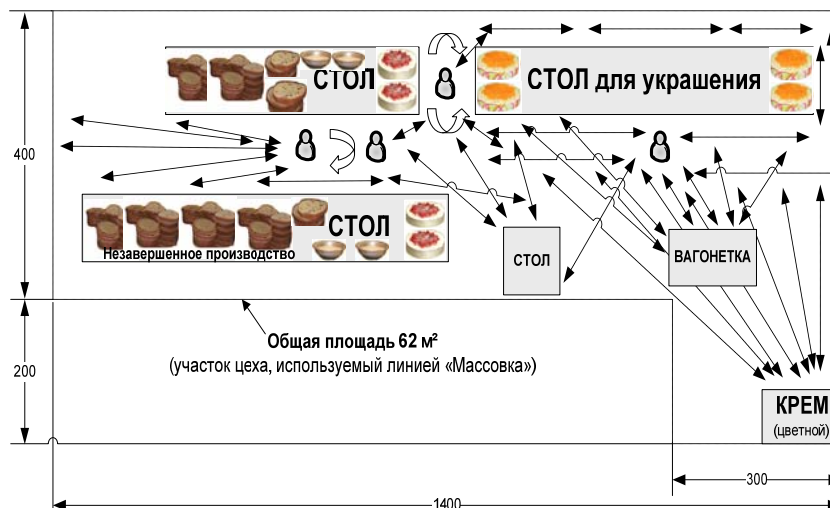 СТОЛ
СТОЛ для украшения
400
СТОЛ
Незавершенное производство
СТОЛ
ВАГОНЕТКА
Общая площадь 62 м²
(участок цеха, используемый линией «Массовка»)
200
КРЕМ
(цветной)
300
1400